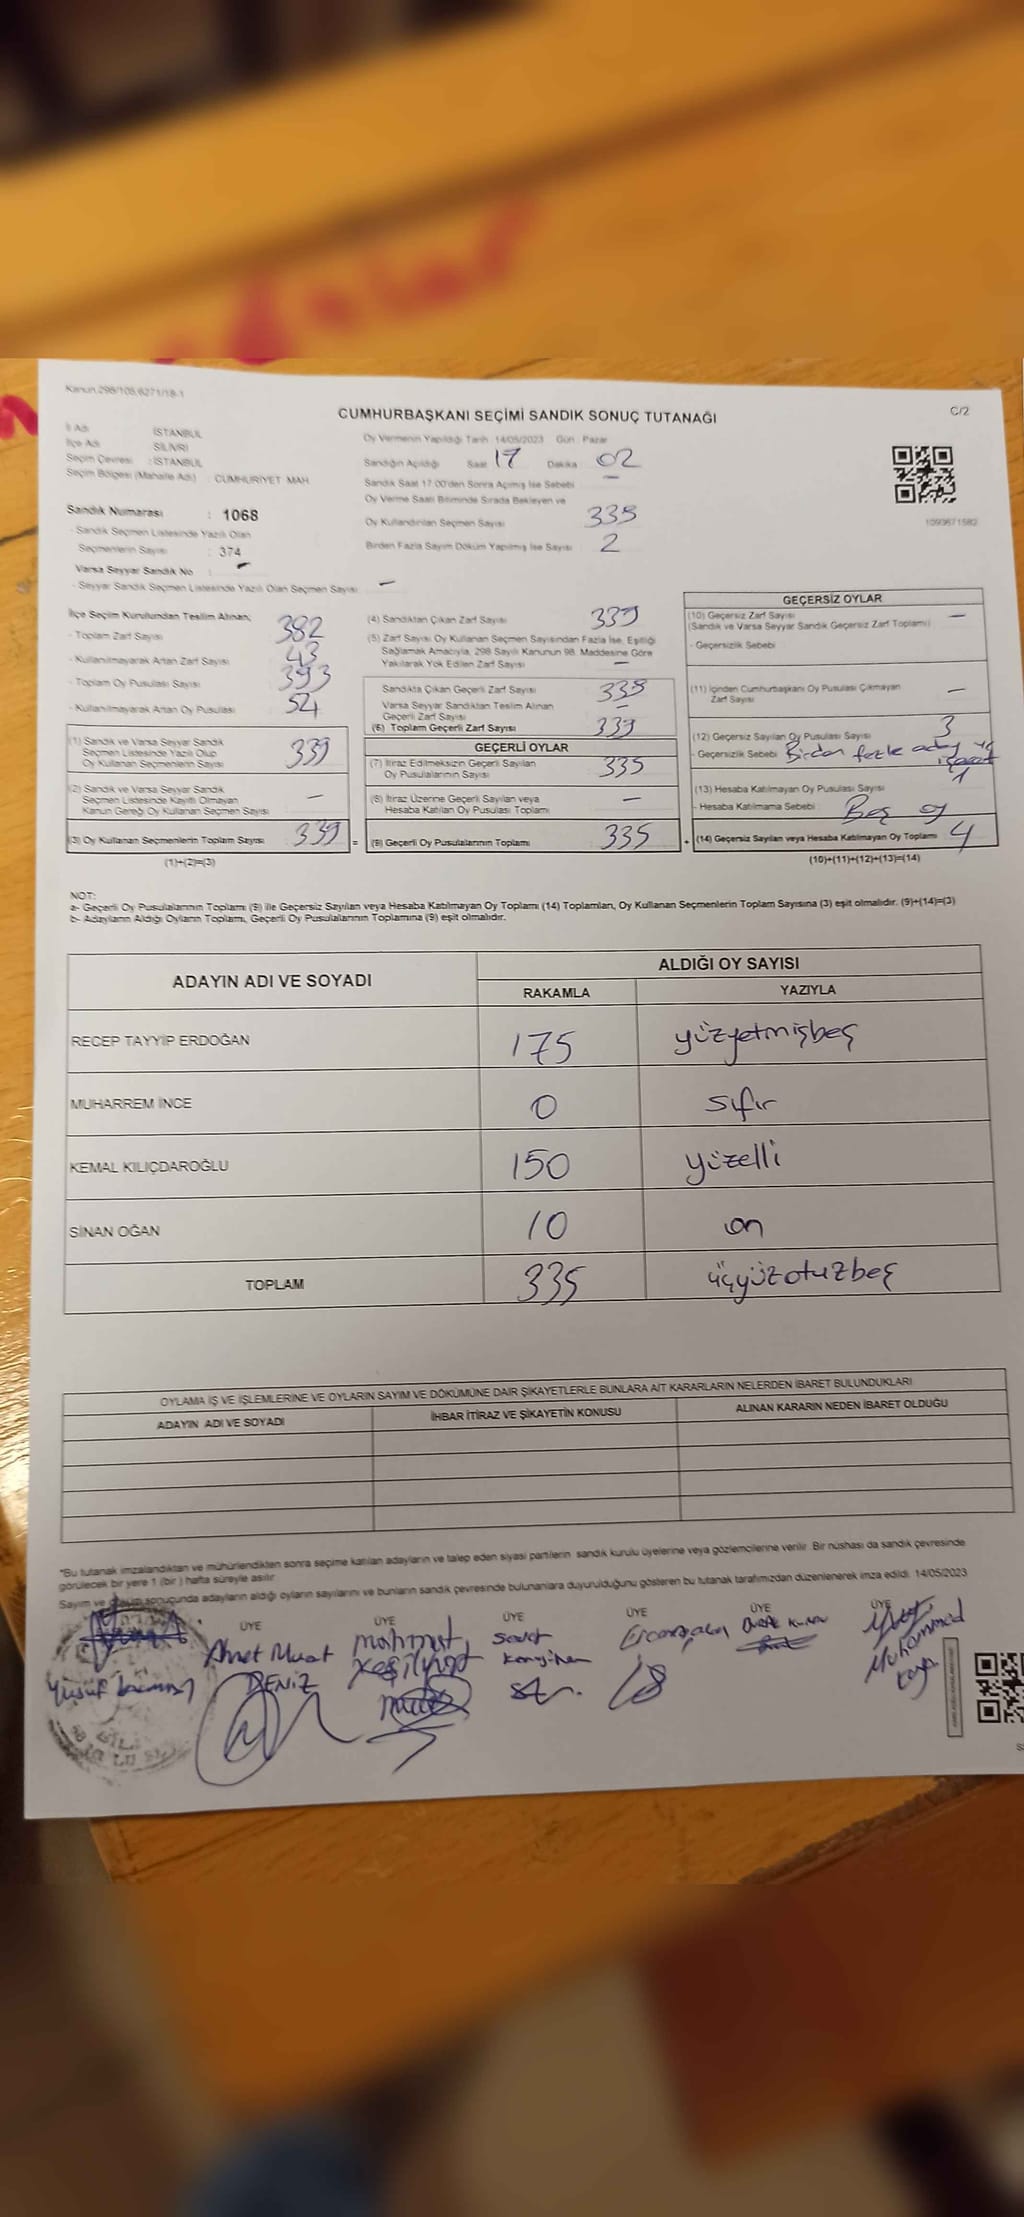 Kanun 298/105,6271/18-1
C/2
CUMHURBAŞKANI SEÇİMİ SANDIK SONUÇ TUTANAĞI
İl Adı : İSTANBUL
İlçe Adı : SİLİVRİ
Seçim Çevresi : İSTANBUL
Seçim Bölgesi (Mahalle Adı) : CUMHURİYET MAH.
Sandık Numarası : 1068
- Sandık Seçmen Listesinde Yazılı Olan
Seçmenlerin Sayısı : 374
Varsa Seyyar Sandık No : -
- Seyyar Sandık Seçmen Listesinde Yazılı Olan Seçmen Sayısı : -
Oy Vermenin Yapıldığı Tarih 14/05/2023 Gün : Pazar
Sandığın Açıldığı Saat 17 Dakika 02
Sandık Saat 17.00'den Sonra Açılmış İse Sebebi -
Oy Verme Saati Bitiminde Sırada Bekleyen ve
Oy Kullandırılan Seçmen Sayısı 335
Birden Fazla Sayım Döküm Yapılmış İse Sayısı 2
1093671582
İlçe Seçim Kurulundan Teslim Alınan;
- Toplam Zarf Sayısı 382
- Kullanılmayarak Artan Zarf Sayısı 43
- Toplam Oy Pusulası Sayısı 393
- Kullanılmayarak Artan Oy Pusulası 54
(1) Sandık ve Varsa Seyyar Sandık
Seçmen Listesinde Yazılı Olup
Oy Kullanan Seçmenlerin Sayısı 339
(2) Sandık ve Varsa Seyyar Sandık
Seçmen Listesinde Kayıtlı Olmayan
Kanun Gereği Oy Kullanan Seçmen Sayısı -
(3) Oy Kullanan Seçmenlerin Toplam Sayısı 339 =
(1)+(2)=(3)
(4) Sandıktan Çıkan Zarf Sayısı 339
(5) Zarf Sayısı Oy Kullanan Seçmen Sayısından Fazla İse, Eşitliği
Sağlamak Amacıyla, 298 Sayılı Kanunun 98. Maddesine Göre
Yakılarak Yok Edilen Zarf Sayısı -
Sandıkta Çıkan Geçerli Zarf Sayısı 339
Varsa Seyyar Sandıktan Teslim Alınan
Geçerli Zarf Sayısı -
(6) Toplam Geçerli Zarf Sayısı 339
GEÇERLİ OYLAR
(7) İtiraz Edilmeksizin Geçerli Sayılan
Oy Pusulalarının Sayısı 335
(8) İtiraz Üzerine Geçerli Sayılan veya
Hesaba Katılan Oy Pusulası Toplamı -
(9) Geçerli Oy Pusulalarının Toplamı 335 +
GEÇERSİZ OYLAR
(10) Geçersiz Zarf Sayısı -
(Sandık ve Varsa Seyyar Sandık Geçersiz Zarf Toplamı)
- Geçersizlik Sebebi
(11) İçinden Cumhurbaşkanı Oy Pusulası Çıkmayan
Zarf Sayısı -
(12) Geçersiz Sayılan Oy Pusulası Sayısı 3
- Geçersizlik Sebebi : Birden fazla aday
(13) Hesaba Katılmayan Oy Pusulası Sayısı 1
- Hesaba Katılmama Sebebi : Boş oy
(14) Geçersiz Sayılan veya Hesaba Katılmayan Oy Toplamı 4
(10)+(11)+(12)+(13)=(14)
NOT:
a- Geçerli Oy Pusulalarının Toplamı (9) ile Geçersiz Sayılan veya Hesaba Katılmayan Oy Toplamı (14) Toplamları, Oy Kullanan Seçmenlerin Toplam Sayısına (3) eşit olmalıdır. (9)+(14)=(3)
b- Adayların Aldığı Oyların Toplamı, Geçerli Oy Pusulalarının Toplamına (9) eşit olmalıdır.
ADAYIN ADI VE SOYADI
ALDIĞI OY SAYISI
RAKAMLA YAZIYLA
RECEP TAYYİP ERDOĞAN 175 yüzyetmişbeş
MUHARREM İNCE 0 sıfır
KEMAL KILIÇDAROĞLU 150 yüzelli
SİNAN OĞAN 10 on
TOPLAM 335 üçyüzotuzbeş
OYLAMA İŞ VE İŞLEMLERİNE VE OYLARIN SAYIM VE DÖKÜMÜNE DAİR ŞİKAYETLERLE BUNLARA AİT KARARLARIN NELERDEN İBARET BULUNDUKLARI
ADAYIN ADI VE SOYADI İHBAR İTİRAZ VE ŞİKAYETİN KONUSU ALINAN KARARIN NEDEN İBARET OLDUĞU
*Bu tutanak imzalandıktan ve mühürlendikten sonra seçime katılan adayların ve talep eden siyasi partilerin sandık kurulu üyelerine veya gözlemcilerine verilir. Bir nüshası da sandık çevresinde
görülecek bir yere 1 (bir) hafta süreyle asılır.
Sayım ve döküm sonucunda adayların aldığı oyların sayılarını ve bunların sandık çevresinde bulunanlara duyurulduğunu gösteren bu tutanak tarafımızdan düzenlenerek imza edildi. 14/05/2023
ÜYE ÜYE ÜYE ÜYE ÜYE ÜYE
Yusuf
Ahmet Murat
DENİZ
Mahmut
Yeşilyurt
Muhammed
Kaya